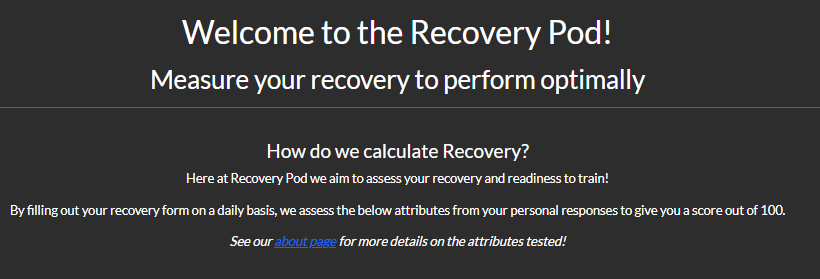 Welcome to the Recovery Pod!
Measure your recovery to perform optimally
How do we calculate Recovery?
Here at Recovery Pod we aim to assess your recovery and readiness to train!
By filling out your recovery form on a daily basis, we assess the below attributes from your personal responses to give you a score out of 100.
See our about page for more details on the attributes tested!